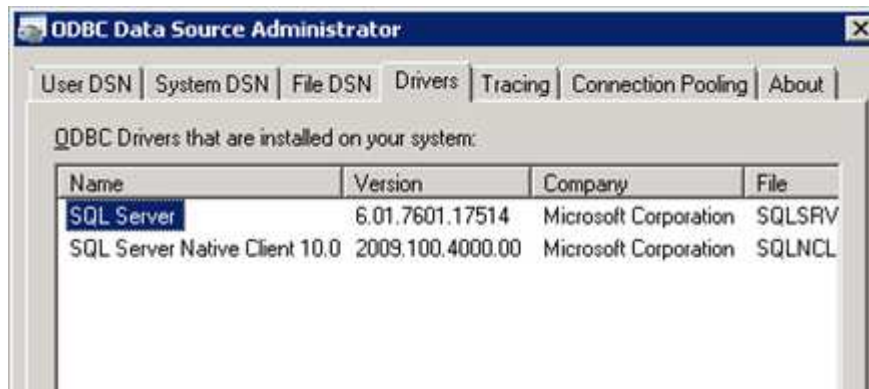 ODBC Data Source Administrator
User DSN System DSN File DSN Drivers Tracing Connection Pooling About
ODBC Drivers that are installed on your system:
Name Version Company File
SQL Server 6.01.7601.17514 Microsoft Corporation SQLSRV
SQL Server Native Client 10.0 2009.100.4000.00 Microsoft Corporation SQLNCL